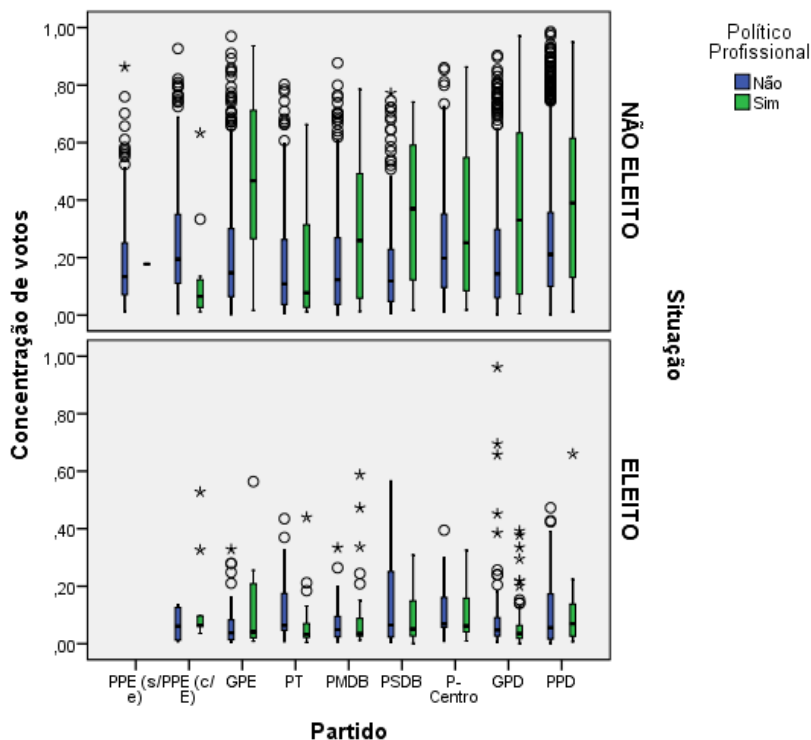 Político
Profissional
Não
Sim
Concentração de votos
1,00
,80
,60
,40
,20
,00
NÃO ELEITO
1,00
,80
,60
,40
,20
,00
ELEITO
Situação
PPE (s/
e)
PPE (c/
E)
GPE
PT
PMDB
PSDB
P-
Centro
GPD
PPD
Partido